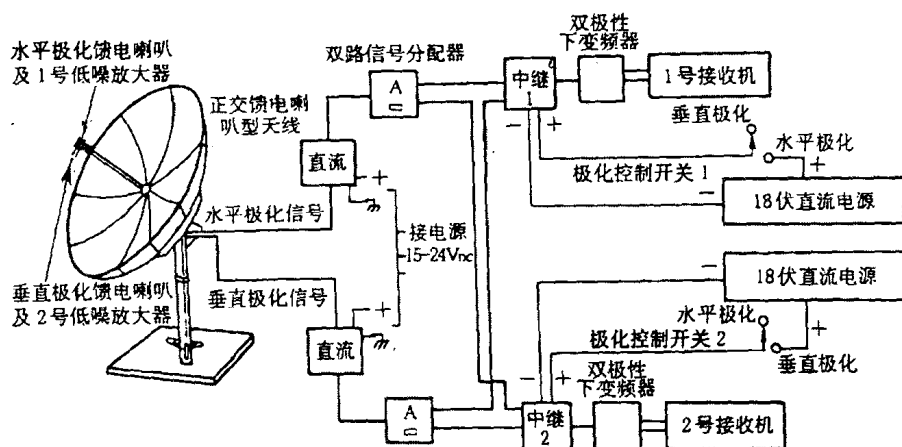 水平极化馈电喇叭
及1号低噪放大器
正交馈电喇
叭型天线
双路信号分配器
A
直流
水平极化信号
垂直极化信号
+
接电源
15-24Vnc
+
直流
A
垂直极化馈电喇叭
及2号低噪放大器
中继
1
双极性
下变频器
1号接收机
垂直极化
水平极化
- +
极化控制开关1
+
-
18伏直流电源
-
18伏直流电源
水平极化
+
极化控制开关2
垂直极化
- +
双极性
下变频器
中继
2
2号接收机